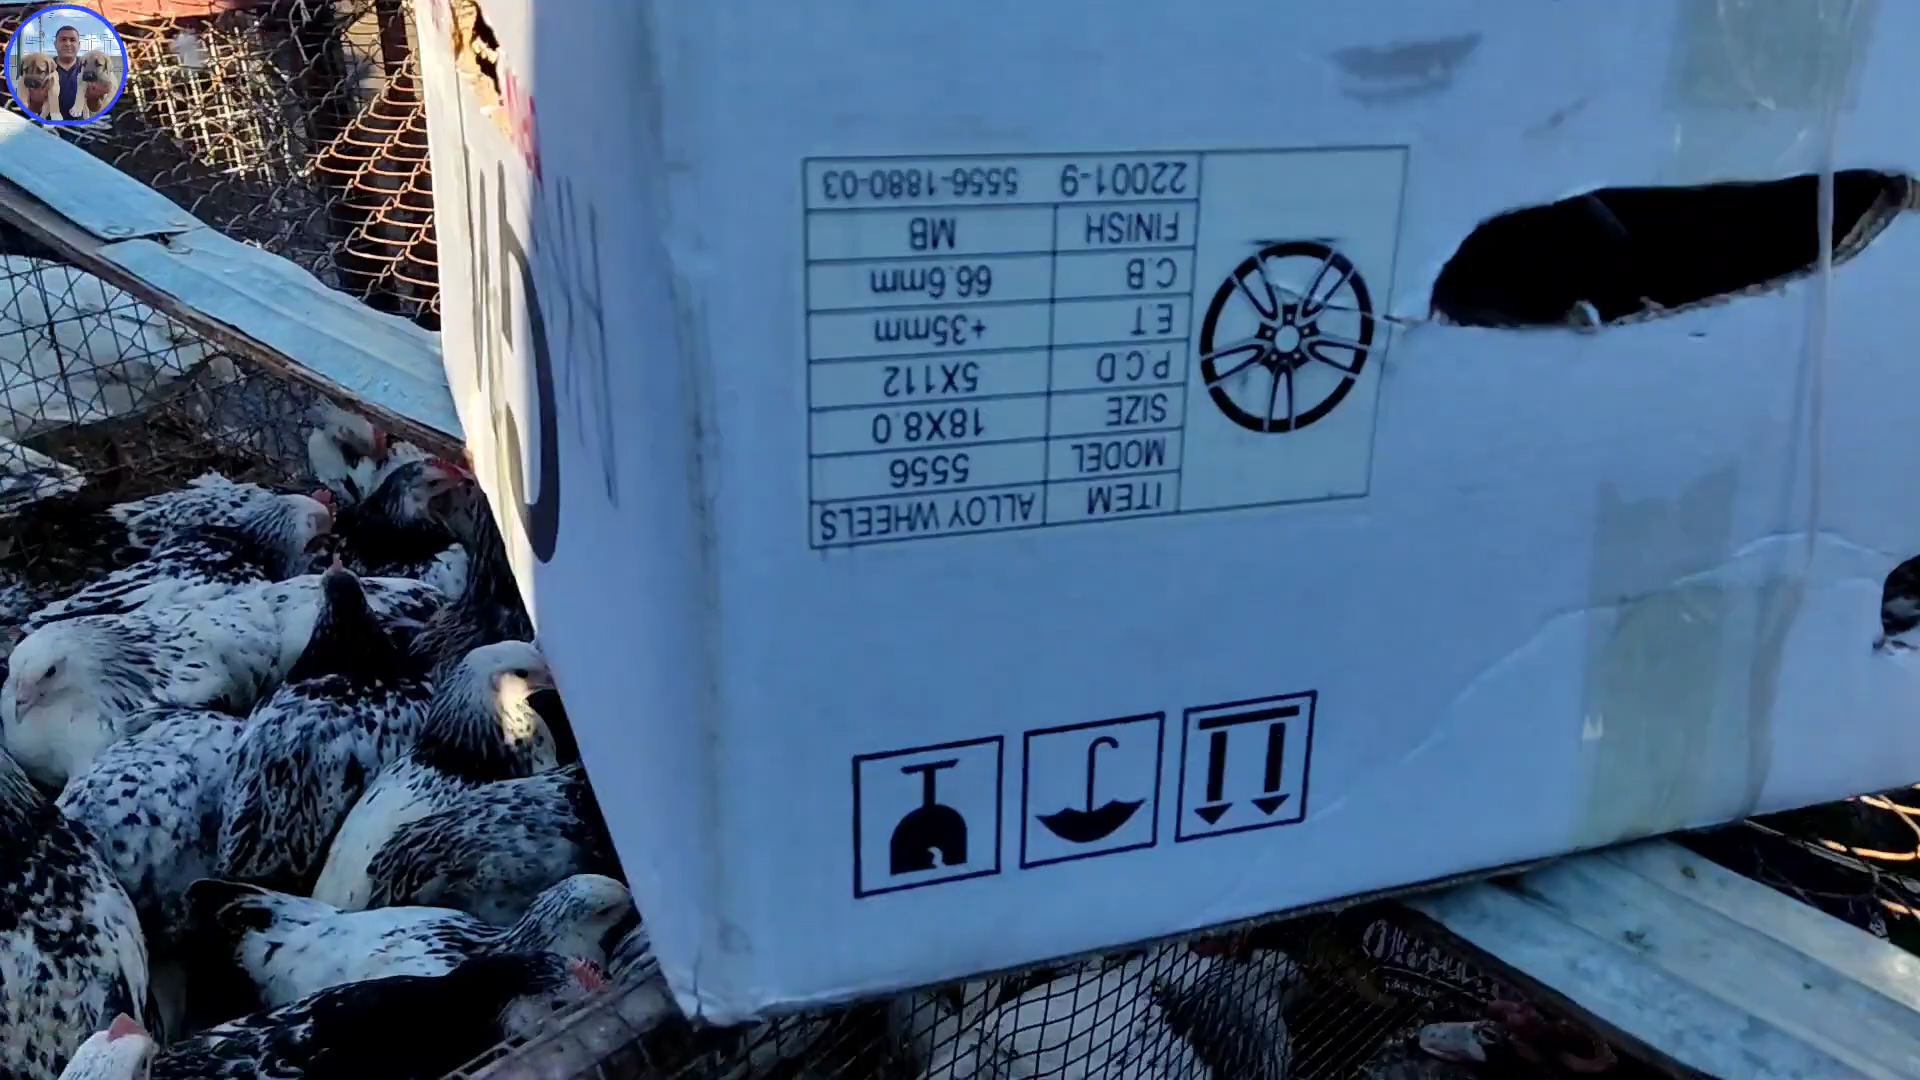 ITEM ALLOY WHEELS
MODEL 5556
SIZE 18X8.0
P.C.D 5X112
E.T +35mm
C.B 66.6mm
FINISH MB
22001-9 5556-1880-03